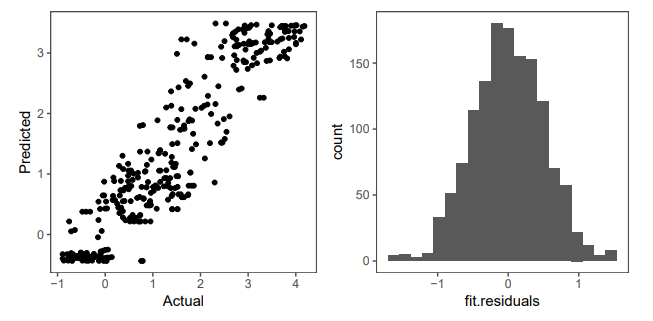 3
2
1
0
Predicted
−1 0 1 2 3 4
Actual
150
100
50
0
count
−1 0 1
fit.residuals